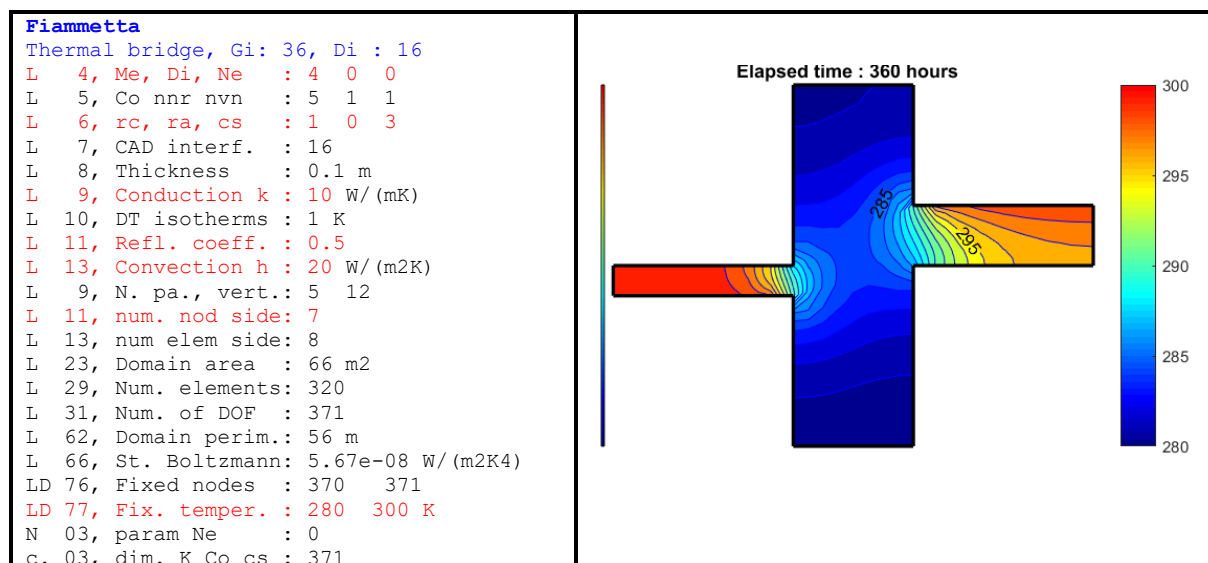 Fiammetta
Thermal bridge, Gi: 36, Di : 16
L   4, Me, Di, Ne   : 4  0  0
L   5, Co nnr nvn   : 5  1  1
L   6, rc, ra, cs   : 1  0  3
L   7, CAD interf.  : 16
L   8, Thickness    : 0.1 m
L   9, Conduction k : 10 W/(mK)
L  10, DT isotherms : 1 K
L  11, Refl. coeff. : 0.5
L  13, Convection h : 20 W/(m2K)
L   9, N. pa., vert.: 5  12
L  11, num. nod side: 7
L  13, num elem side: 8
L  23, Domain area  : 66 m2
L  29, Num. elements: 320
L  31, Num. of DOF  : 371
L  62, Domain perim.: 56 m
L  66, St. Boltzmann: 5.67e-08 W/(m2K4)
LD 76, Fixed nodes  : 370   371
LD 77, Fix. temper. : 280  300 K
N  03, param Ne     : 0
c. 03, dim. K Co cs : 371
Elapsed time : 360 hours
285
295
300
295
290
285
280